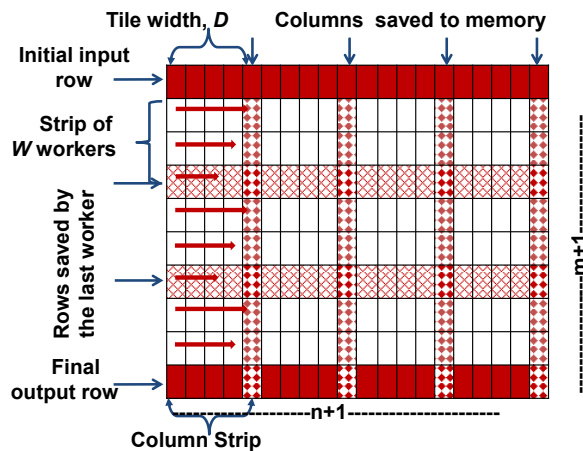 Tile width, D
Columns saved to memory
Initial input
row
Strip of
W workers
Rows saved by
the last worker
m+1
Final
output row
n+1
Column Strip